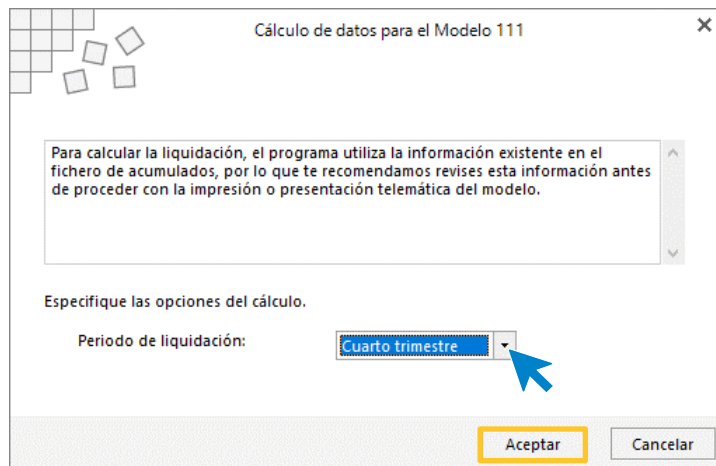 Cálculo de datos para el Modelo 111
Para calcular la liquidación, el programa utiliza la información existente en el
fichero de acumulados, por lo que te recomendamos revises esta información antes
de proceder con la impresión o presentación telemática del modelo.
Especifique las opciones del cálculo.
Periodo de liquidación:
Cuarto trimestre
Aceptar
Cancelar